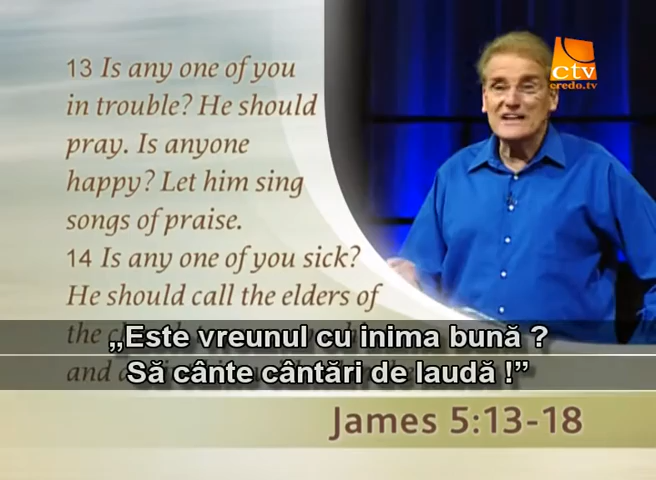 ctv
credo.tv
13 Is any one of you
in trouble? He should
pray. Is anyone
happy? Let him sing
songs of praise.
14 Is any one of you sick?
He should call the elders of
the
„Este vreunul cu inima bună ?
and
Să cânte cântări de laudă !”
James 5:13-18